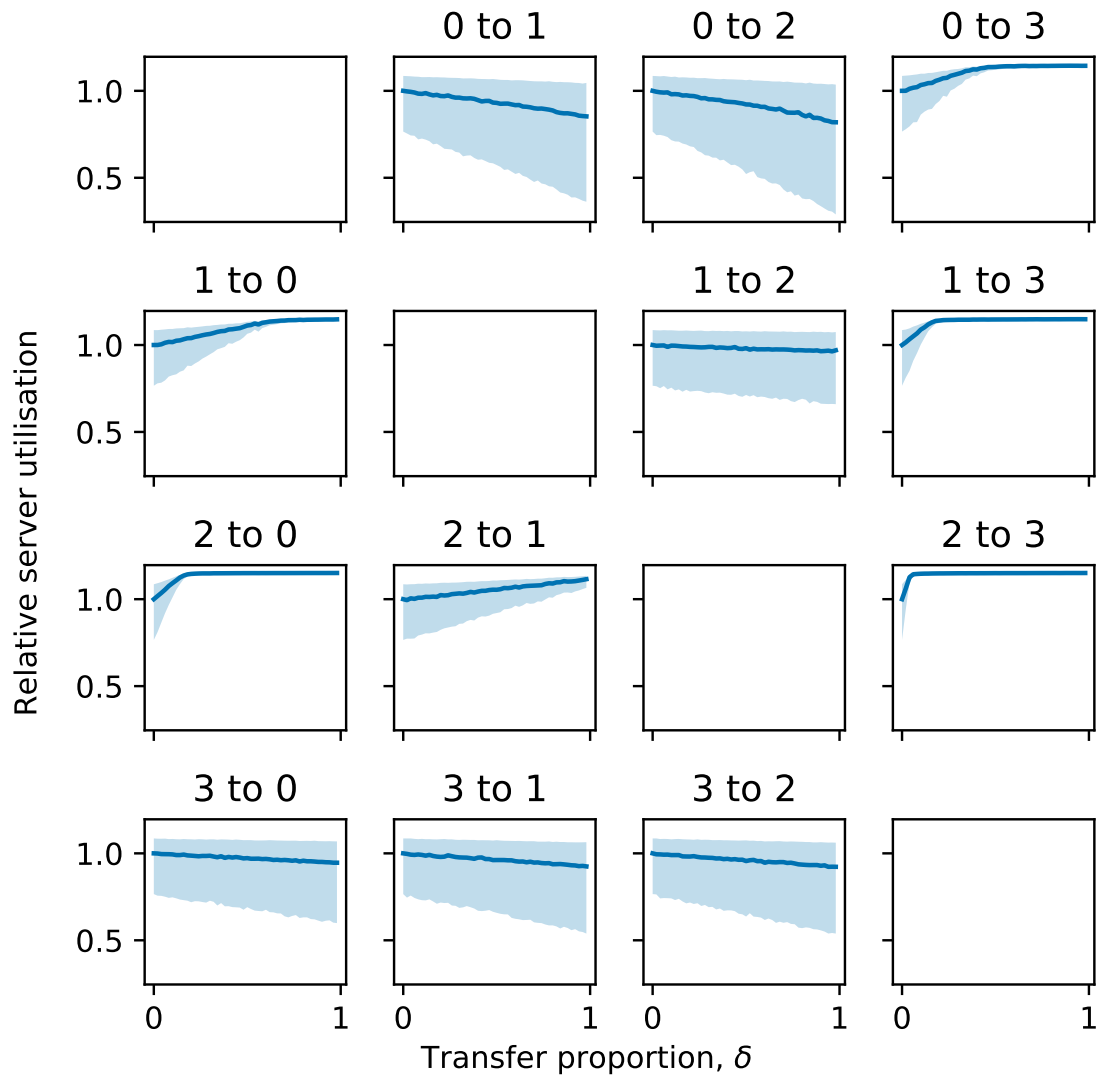 0 to 1 0 to 2 0 to 3
1.0
0.5
1 to 0 1 to 2 1 to 3
1.0
0.5
2 to 0 2 to 1 2 to 3
1.0
0.5
3 to 0 3 to 1 3 to 2
1.0
0.5
0 1 0 1 0 1 0 1
Relative server utilisation
Transfer proportion, δ